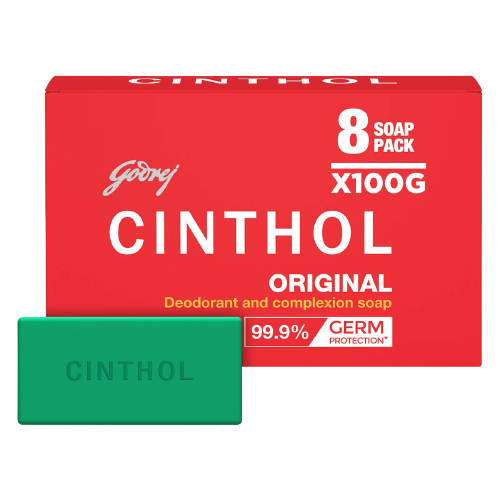 CINTHOL
8 SOAP
PACK
X100G
Godrej
CINTHOL
ORIGINAL
Deodorant and complexion soap
99.9% GERM
PROTECTION*
CINTHOL